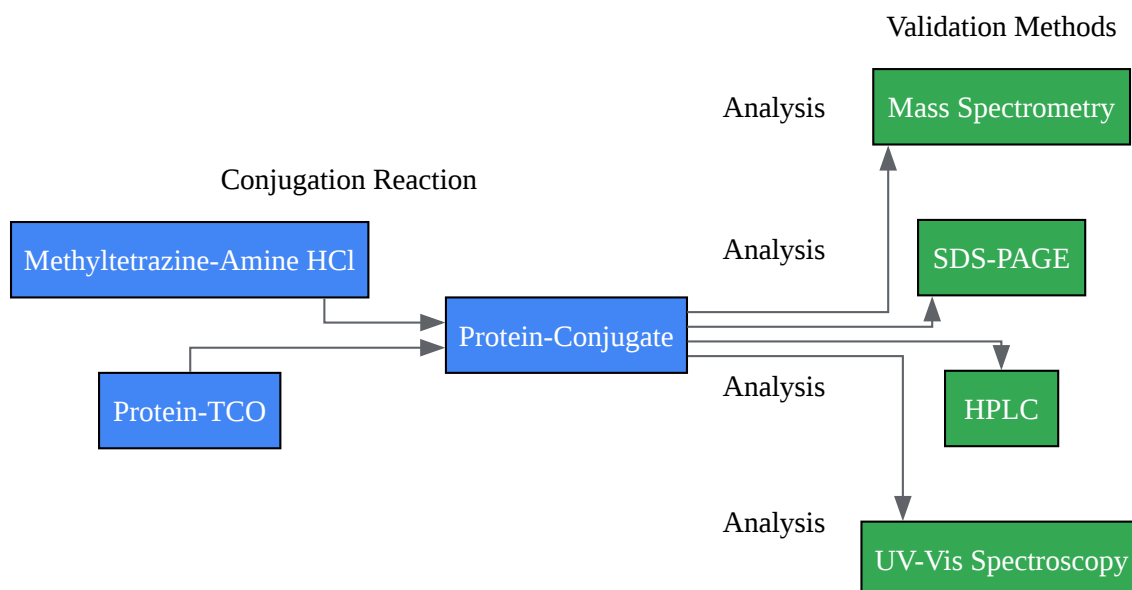 Validation Methods
Analysis
Mass Spectrometry
Conjugation Reaction
Methyltetrazine-Amine HCl
Analysis
SDS-PAGE
Protein-Conjugate
Protein-TCO
Analysis
HPLC
Analysis
UV-Vis Spectroscopy